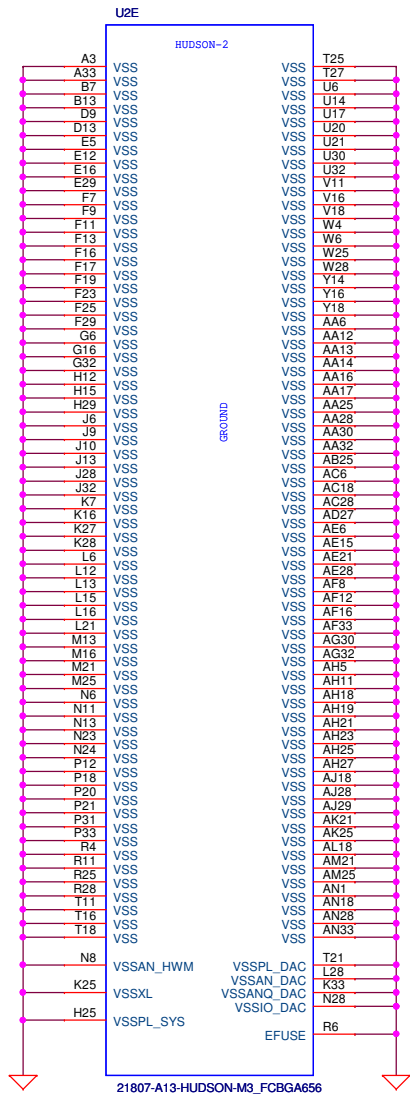 U2E
HUDSON-2
A3 VSS VSS T25
A33 VSS VSS T27
B7 VSS VSS U6
B13 VSS VSS U14
D9 VSS VSS U17
D13 VSS VSS U20
E5 VSS VSS U21
E12 VSS VSS U30
E16 VSS VSS U32
E29 VSS VSS V11
F7 VSS VSS V16
F9 VSS VSS V18
F11 VSS VSS W4
F13 VSS VSS W6
F16 VSS VSS W25
F17 VSS VSS W28
F19 VSS VSS Y14
F23 VSS VSS Y16
F25 VSS VSS Y18
F29 VSS VSS AA6
G6 VSS VSS AA12
G16 VSS VSS AA13
G32 VSS VSS AA14
H12 VSS VSS AA16
H15 VSS VSS AA17
H29 VSS VSS AA25
J6 VSS GROUND VSS AA28
J9 VSS VSS AA30
J10 VSS VSS AA32
J13 VSS VSS AB25
J28 VSS VSS AC6
J32 VSS VSS AC18
K7 VSS VSS AC28
K16 VSS VSS AD27
K27 VSS VSS AE6
K28 VSS VSS AE15
L6 VSS VSS AE21
L12 VSS VSS AE28
L13 VSS VSS AF8
L15 VSS VSS AF12
L16 VSS VSS AF16
L21 VSS VSS AF33
M13 VSS VSS AG30
M16 VSS VSS AG32
M21 VSS VSS AH5
M25 VSS VSS AH11
N6 VSS VSS AH18
N11 VSS VSS AH19
N13 VSS VSS AH21
N23 VSS VSS AH23
N24 VSS VSS AH25
P12 VSS VSS AH27
P18 VSS VSS AJ18
P20 VSS VSS AJ28
P21 VSS VSS AJ29
P31 VSS VSS AK21
P33 VSS VSS AK25
R4 VSS VSS AL18
R11 VSS VSS AM21
R25 VSS VSS AM25
R28 VSS VSS AN1
T11 VSS VSS AN18
T16 VSS VSS AN28
T18 VSS VSS AN33
N8 VSSAN_HWM VSSPL_DAC T21
VSSAN_DAC L28
K25 VSSXL VSSANQ_DAC K33
VSSIO_DAC N28
H25 VSSPL_SYS
EFUSE R6
21807-A13-HUDSON-M3_FCBGA656